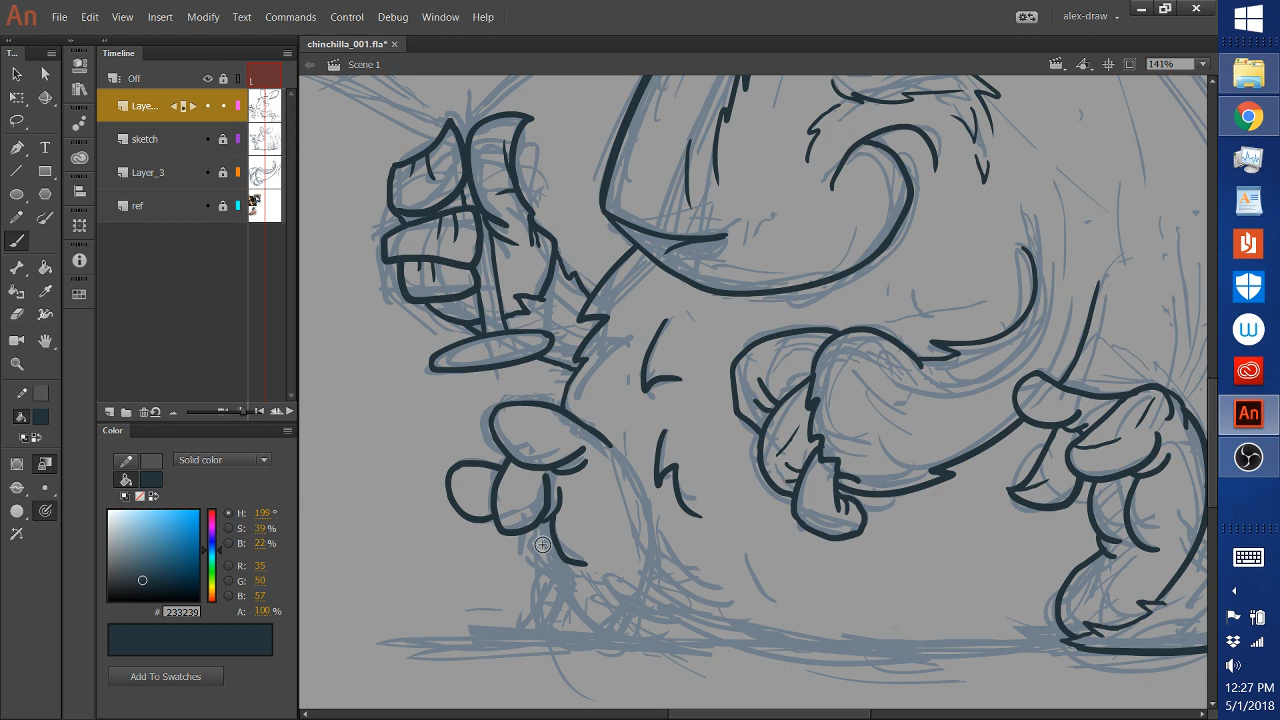 An File Edit View Insert Modify Text Commands Control Debug Window Help alex-draw
T... Timeline chinchilla_001.fla* ×
Off Scene 1 141%
Laye...
sketch
Layer_3
ref
Color
Solid color
H: 199 °
S: 39 %
B: 22 %
R: 35
G: 50
B: 57
# 233239 A: 100 %
Add To Swatches
An
12:27 PM
5/1/2018